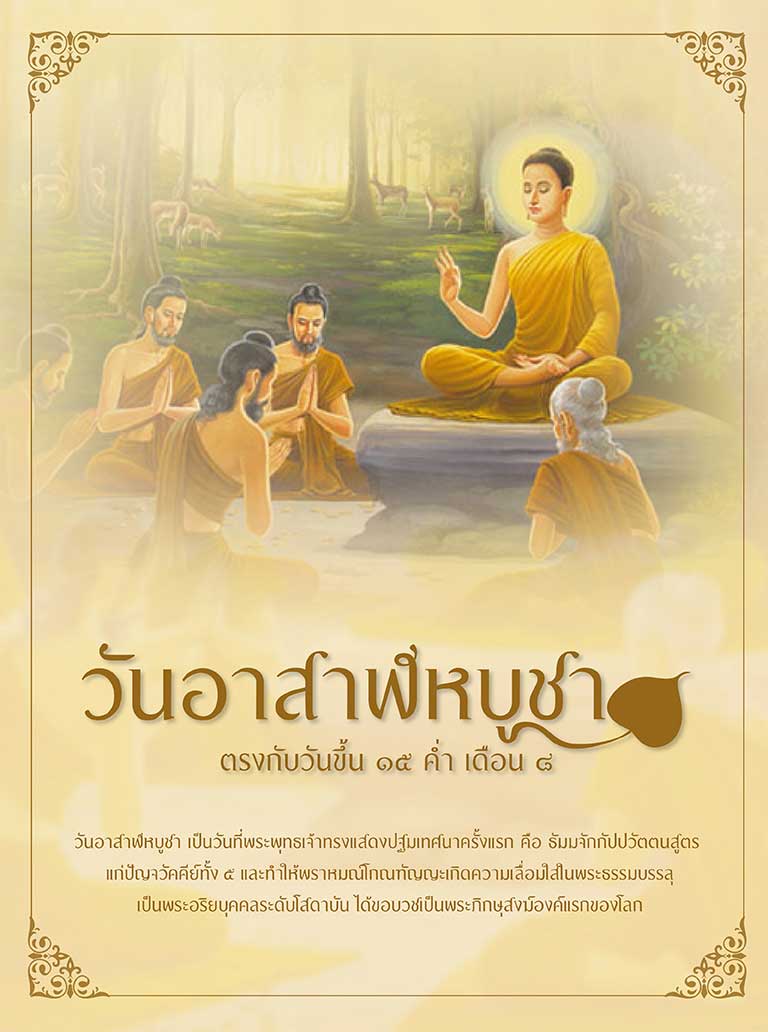 วันอาสาฬหบูชา
ตรงกับวันขึ้น ๑๕ ค่ำ เดือน ๘
วันอาสาฬหบูชา เป็นวันที่พระพุทธเจ้าทรงแสดงปฐมเทศนาครั้งแรก คือ ธัมมจักกัปปวัตตนสูตร
แก่ปัญจวัคคีย์ทั้ง ๕ และทำให้พราหมณ์โกณฑัญญะเกิดความเลื่อมใสในพระธรรมบรรลุ
เป็นพระอริยบุคคลระดับโสดาบัน ได้ขอบวชเป็นพระภิกษุสงฆ์องค์แรกของโลก